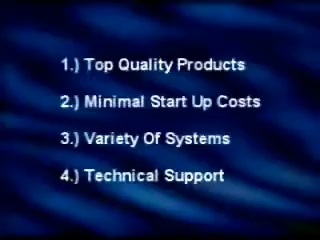 1.) Top Quality Products
2.) Minimal Start Up Costs
3.) Variety Of Systems
4.) Technical Support